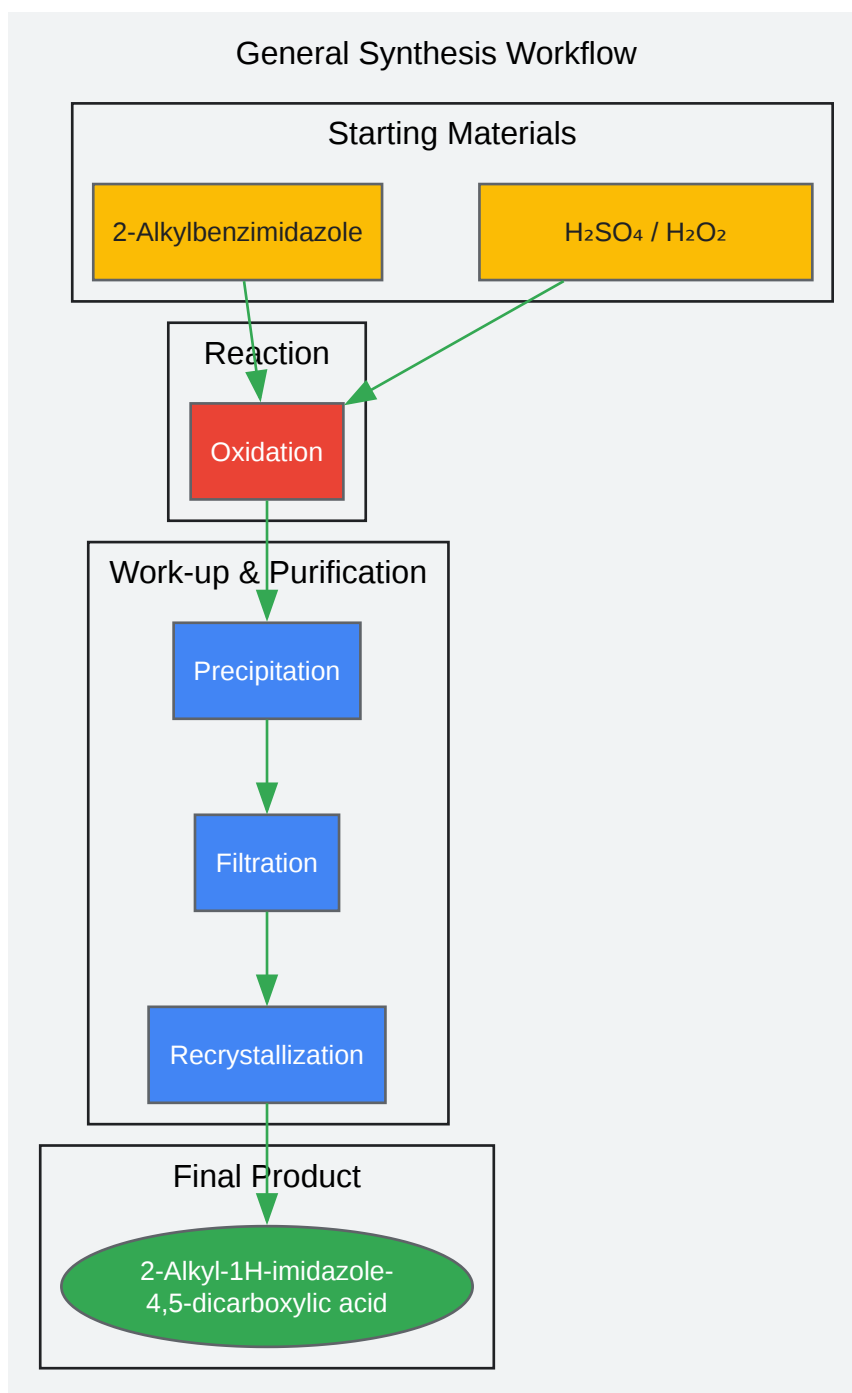 General Synthesis Workflow
Starting Materials
2-Alkylbenzimidazole
H₂SO₄ / H₂O₂
Reaction
Oxidation
Work-up & Purification
Precipitation
Filtration
Recrystallization
Final Product
2-Alkyl-1H-imidazole-
4,5-dicarboxylic acid